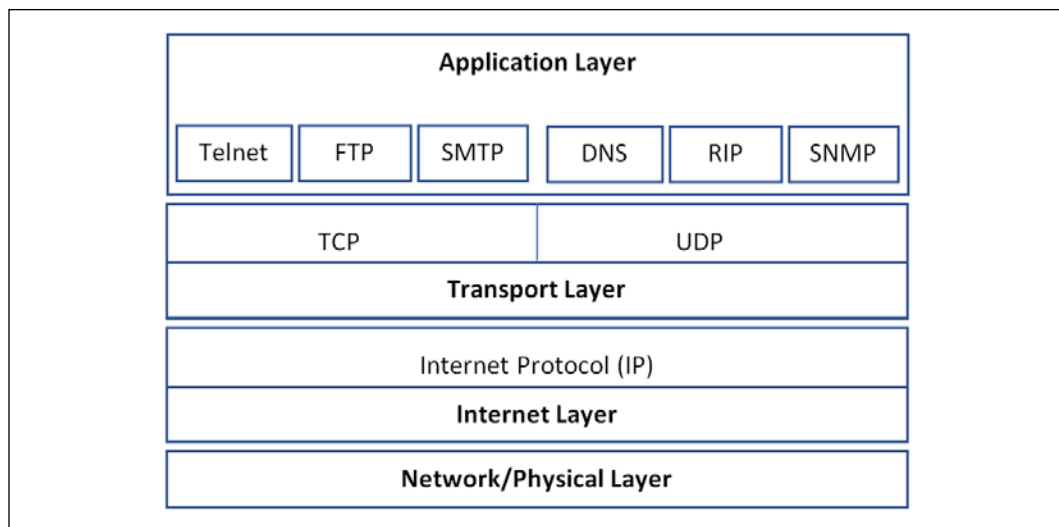 Application Layer
Telnet FTP SMTP DNS RIP SNMP
TCP UDP
Transport Layer
Internet Protocol (IP)
Internet Layer
Network/Physical Layer